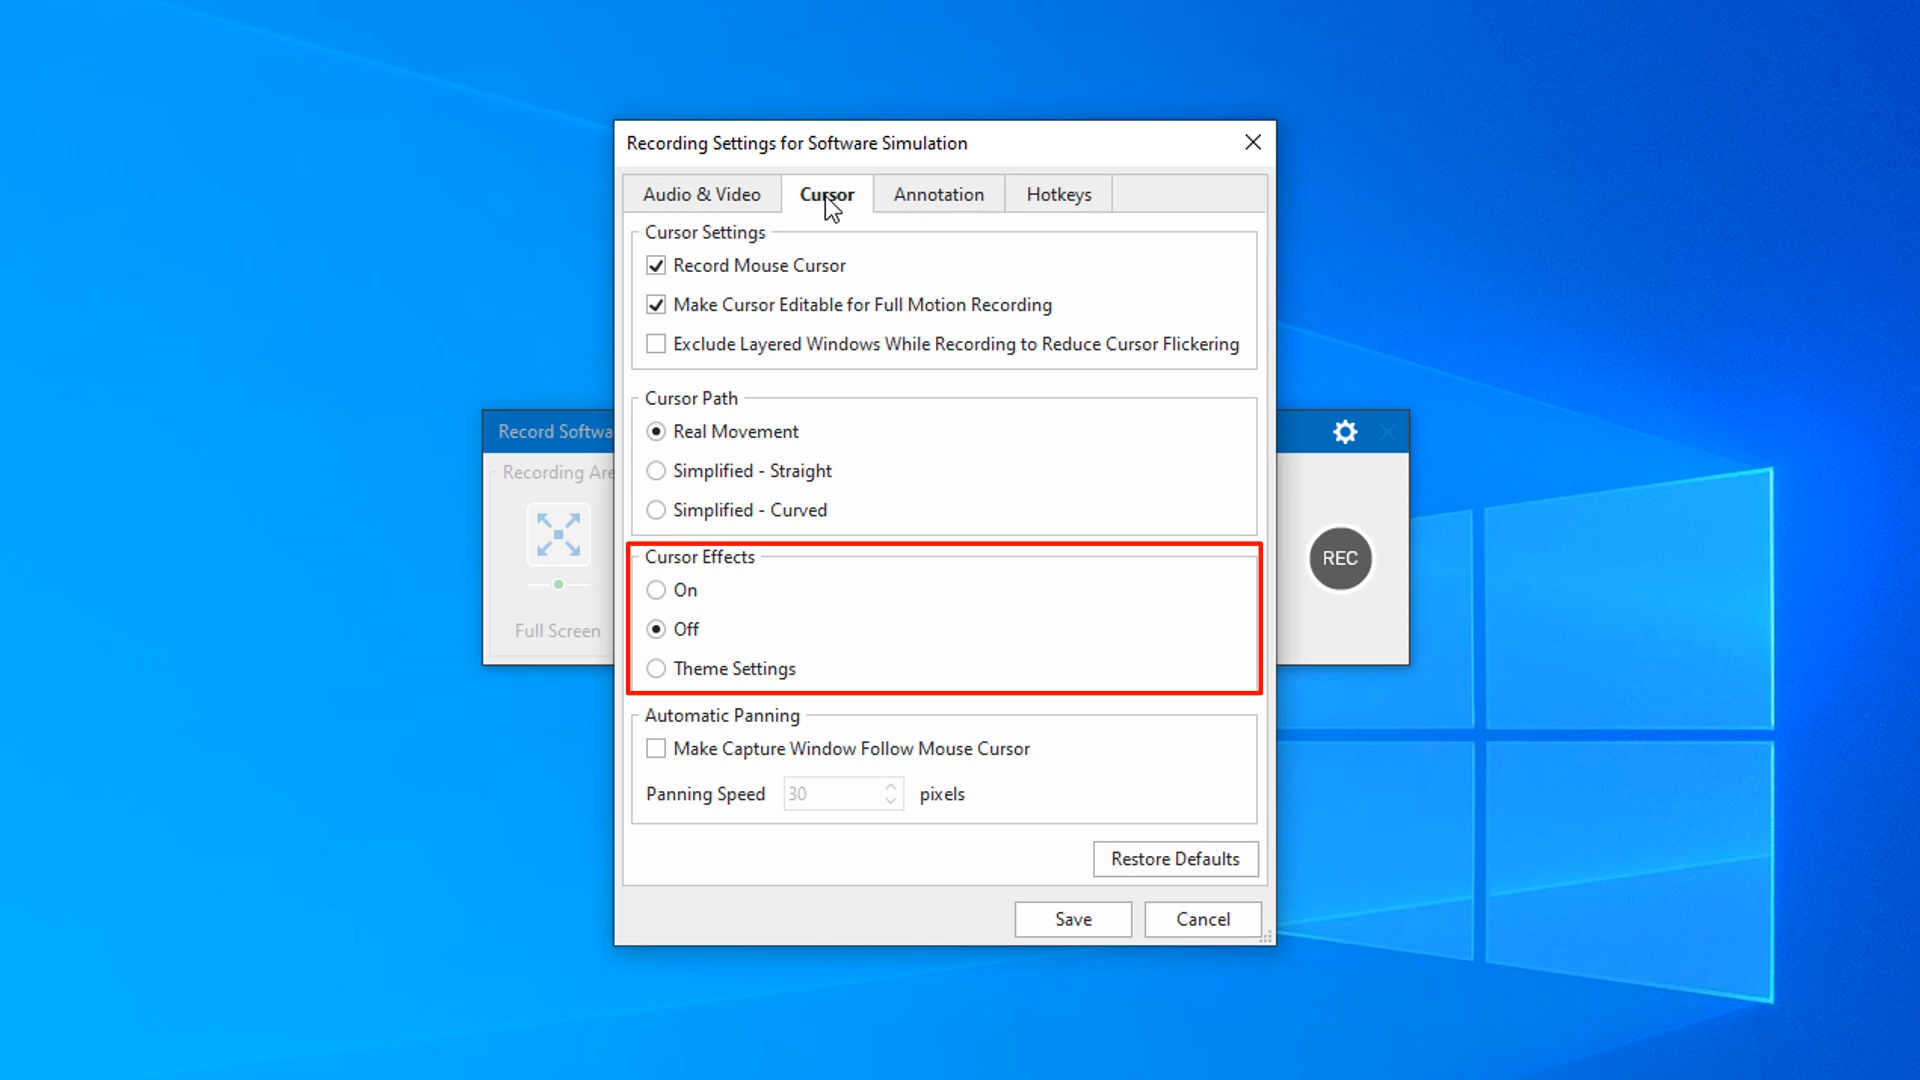 Recording Settings for Software Simulation
Audio & Video
Cursor
Annotation
Hotkeys
Cursor Settings
Record Mouse Cursor
Make Cursor Editable for Full Motion Recording
Exclude Layered Windows While Recording to Reduce Cursor Flickering
Cursor Path
Real Movement
Simplified - Straight
Simplified - Curved
Cursor Effects
On
Off
Theme Settings
Automatic Panning
Make Capture Window Follow Mouse Cursor
Panning Speed 30 pixels
Restore Defaults
Save
Cancel
Record Softwa
Recording Are
Full Screen
REC